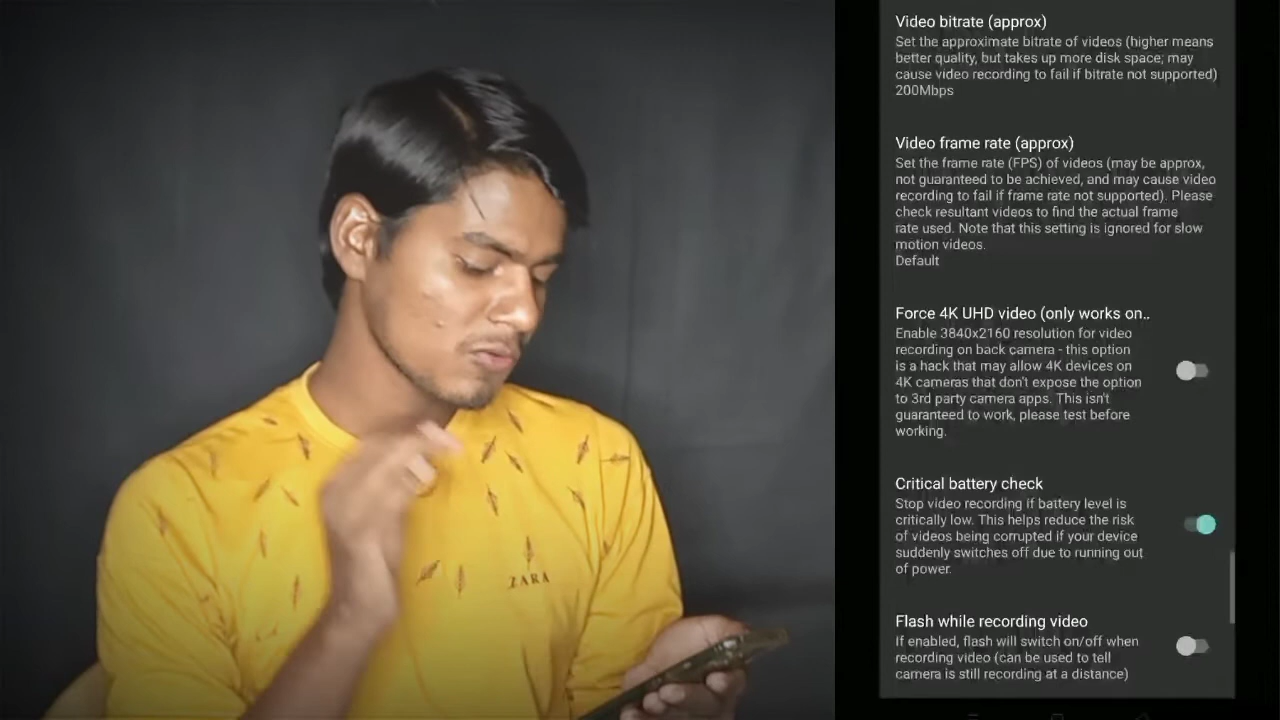 Video bitrate (approx)
Set the approximate bitrate of videos (higher means
better quality, but takes up more disk space; may
cause video recording to fail if bitrate not supported)
200Mbps
Video frame rate (approx)
Set the frame rate (FPS) of videos (may be approx,
not guaranteed to be achieved, and may cause video
recording to fail if frame rate not supported). Please
check resultant videos to find the actual frame
rate used. Note that this setting is ignored for slow
motion videos.
Default
Force 4K UHD video (only works on..
Enable 3840x2160 resolution for video
recording on back camera - this option
is a hack that may allow 4K devices on
4K cameras that don't expose the option
to 3rd party camera apps. This isn't
guaranteed to work, please test before
working.
Critical battery check
Stop video recording if battery level is
critically low. This helps reduce the risk
of videos being corrupted if your device
suddenly switches off due to running out
of power.
Flash while recording video
If enabled, flash will switch on/off when
recording video (can be used to tell
camera is still recording at a distance)
ZARA